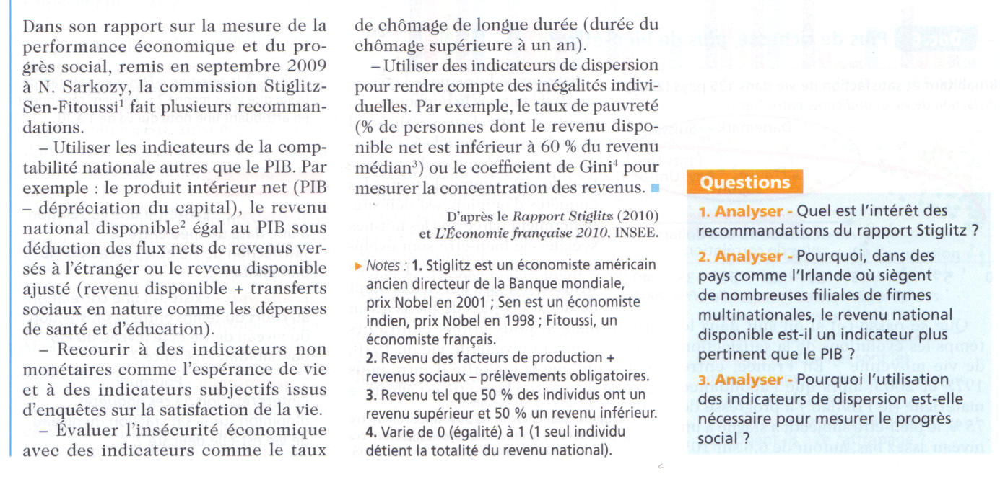 Dans son rapport sur la mesure de la
performance économique et du pro-
grès social, remis en septembre 2009
à N. Sarkozy, la commission Stiglitz-
Sen-Fitoussi¹ fait plusieurs recomman-
dations.
– Utiliser les indicateurs de la comp-
tabilité nationale autres que le PIB. Par
exemple : le produit intérieur net (PIB
– dépréciation du capital), le revenu
national disponible² égal au PIB sous
déduction des flux nets de revenus ver-
sés à l'étranger ou le revenu disponible
ajusté (revenu disponible + transferts
sociaux en nature comme les dépenses
de santé et d'éducation).
– Recourir à des indicateurs non
monétaires comme l'espérance de vie
et à des indicateurs subjectifs issus
d'enquêtes sur la satisfaction de la vie.
– Évaluer l'insécurité économique
avec des indicateurs comme le taux
de chômage de longue durée (durée du
chômage supérieure à un an).
– Utiliser des indicateurs de dispersion
pour rendre compte des inégalités indivi-
duelles. Par exemple, le taux de pauvreté
(% de personnes dont le revenu dispo-
nible net est inférieur à 60 % du revenu
médian³) ou le coefficient de Gini⁴ pour
mesurer la concentration des revenus.
D'après le Rapport Stiglitz (2010)
et L'Économie française 2010, INSEE.
Notes : 1. Stiglitz est un économiste américain
ancien directeur de la Banque mondiale,
prix Nobel en 2001 ; Sen est un économiste
indien, prix Nobel en 1998 ; Fitoussi, un
économiste français.
2. Revenu des facteurs de production +
revenus sociaux – prélèvements obligatoires.
3. Revenu tel que 50 % des individus ont un
revenu supérieur et 50 % un revenu inférieur.
4. Varie de 0 (égalité) à 1 (1 seul individu
détient la totalité du revenu national).
Questions
1. Analyser · Quel est l'intérêt des
recommandations du rapport Stiglitz ?
2. Analyser · Pourquoi, dans des
pays comme l'Irlande où siègent
de nombreuses filiales de firmes
multinationales, le revenu national
disponible est-il un indicateur plus
pertinent que le PIB ?
3. Analyser · Pourquoi l'utilisation
des indicateurs de dispersion est-elle
nécessaire pour mesurer le progrès
social ?